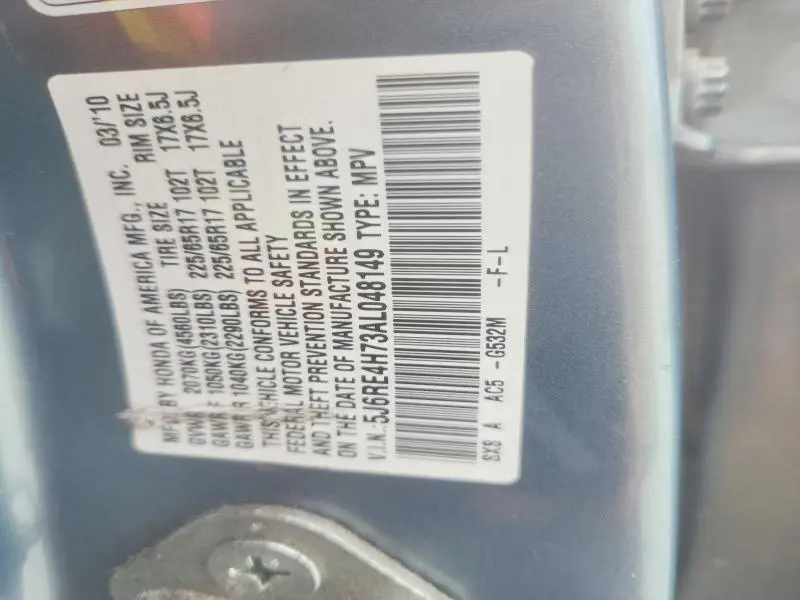 MFD BY HONDA OF AMERICA MFG., INC. 03/'10
GVWR 2070KG(4560LBS) TIRE SIZE RIM SIZE
GAWR F 1050KG(2310LBS) 225/65R17 102T 17X6.5J
GAWR R 1040KG(2290LBS) 225/65R17 102T 17X6.5J
THIS VEHICLE CONFORMS TO ALL APPLICABLE
FEDERAL MOTOR VEHICLE SAFETY
AND THEFT PREVENTION STANDARDS IN EFFECT
ON THE DATE OF MANUFACTURE SHOWN ABOVE.
V.I.N.:5J6RE4H73AL048149 TYPE: MPV
SXS A AC5 -G532M -F-L